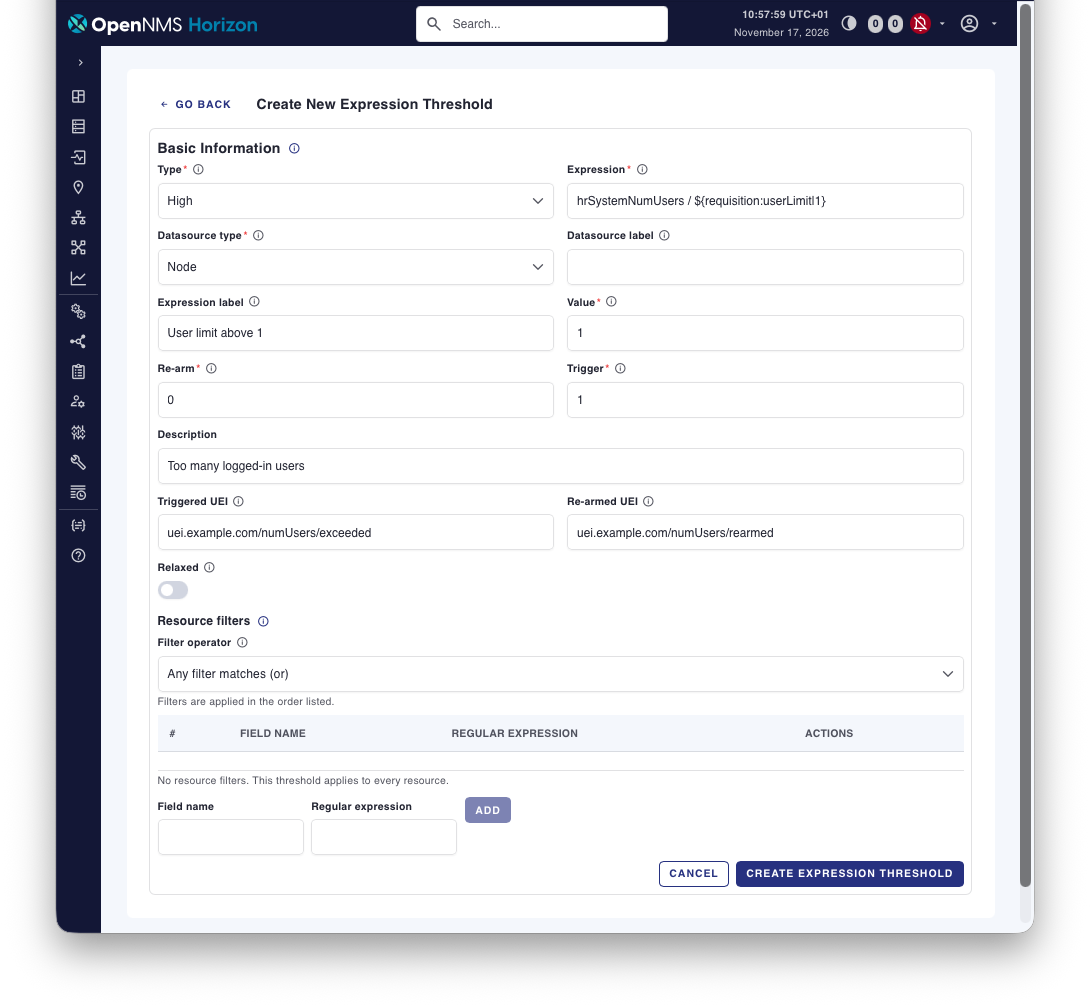 OpenNMS Horizon
Search...
10:57:59 UTC+01
November 17, 2026
0 0
GO BACK
Create New Expression Threshold
Basic Information
Type*
Expression*
High
hrSystemNumUsers / ${requisition:userLimit|1}
Datasource type*
Datasource label
Node
Expression label
Value*
User limit above 1
1
Re-arm*
Trigger*
0
1
Description
Too many logged-in users
Triggered UEI
Re-armed UEI
uei.example.com/numUsers/exceeded
uei.example.com/numUsers/rearmed
Relaxed
Resource filters
Filter operator
Any filter matches (or)
Filters are applied in the order listed.
# FIELD NAME REGULAR EXPRESSION ACTIONS
No resource filters. This threshold applies to every resource.
Field name
Regular expression
ADD
CANCEL
CREATE EXPRESSION THRESHOLD